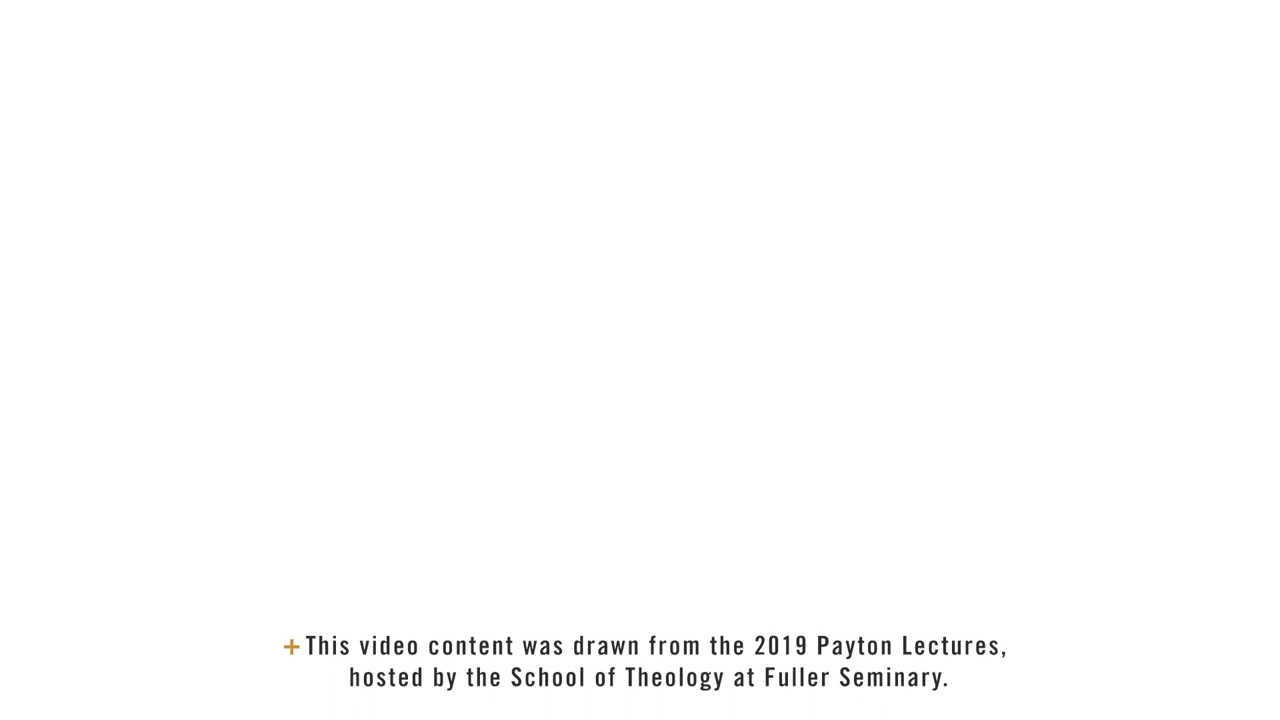 + This video content was drawn from the 2019 Payton Lectures,
hosted by the School of Theology at Fuller Seminary.